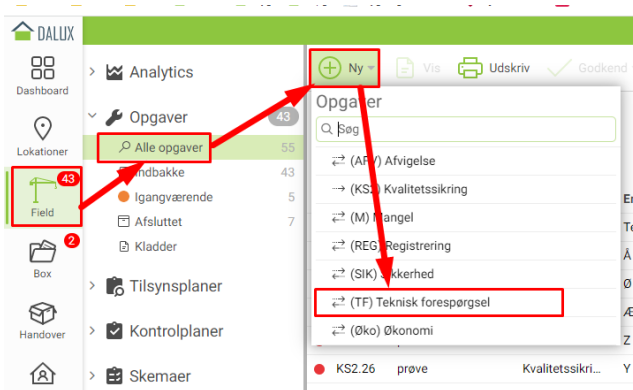 DALUX
Dashboard
Lokationer
43
Field
2
Box
Handover
Analytics
Opgaver 43
Alle opgaver 55
Indbakke 43
Igangværende 5
Afsluttet 7
Kladder
Tilsynsplaner
Kontrolplaner
Skemaer
Ny Vis Udskriv Godkend
Opgaver
Søg
(AFV) Afvigelse
(KS2) Kvalitetssikring
(M) Mangel
(REG) Registrering
(SIK) Sikkerhed
(TF) Teknisk forespørgsel
(Øko) Økonomi
KS2.26 prøve Kvalitetssikri... Y